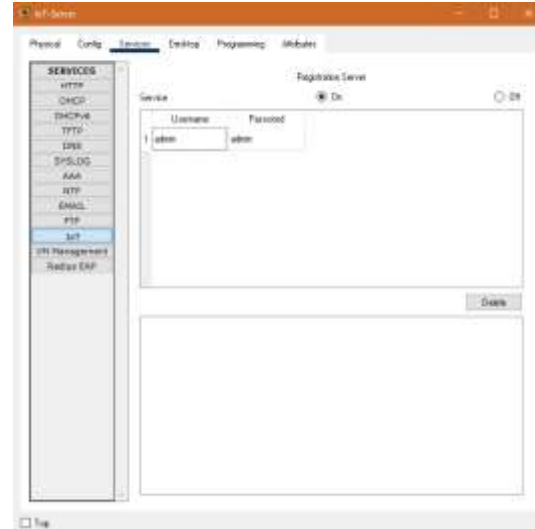 IoT-Server
Physical Config Services Desktop Programming Attributes
SERVICES
HTTP
DHCP
DHCPv6
TFTP
DNS
SYSLOG
AAA
NTP
EMAIL
FTP
IoT
VM Management
Radius EAP
Registration Server
Service On Off
Username Password
1 admin admin
Delete
Top